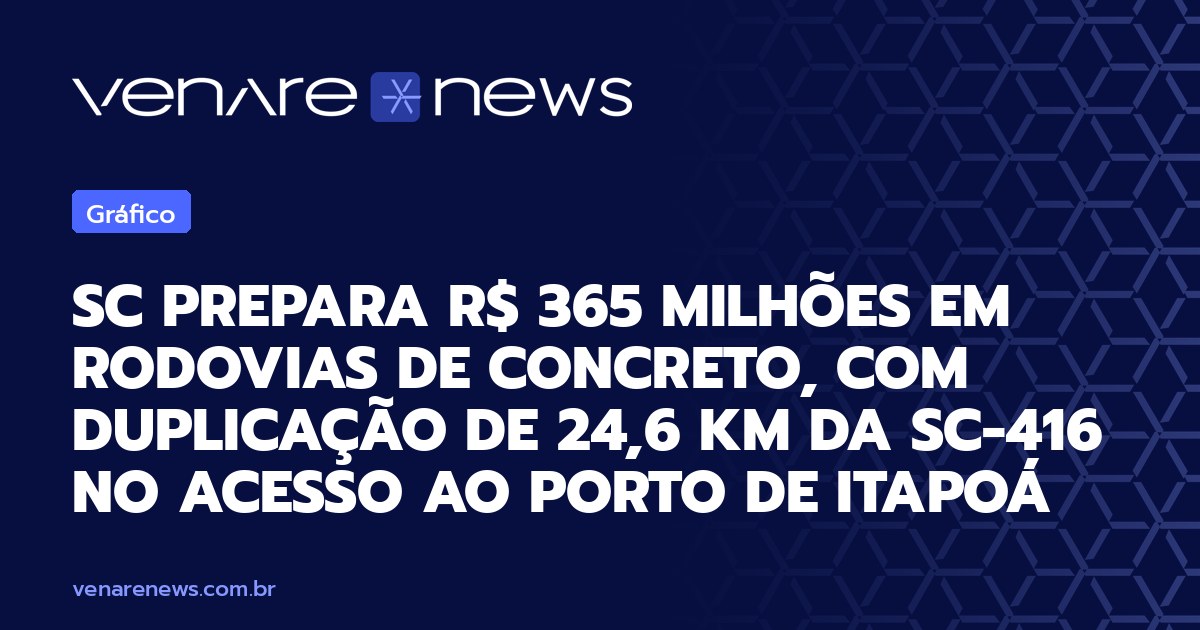 venare news
Gráfico
SC PREPARA R$ 365 MILHÕES EM
RODOVIAS DE CONCRETO, COM
DUPLICAÇÃO DE 24,6 KM DA SC-416
NO ACESSO AO PORTO DE ITAPOÁ
venarenews.com.br